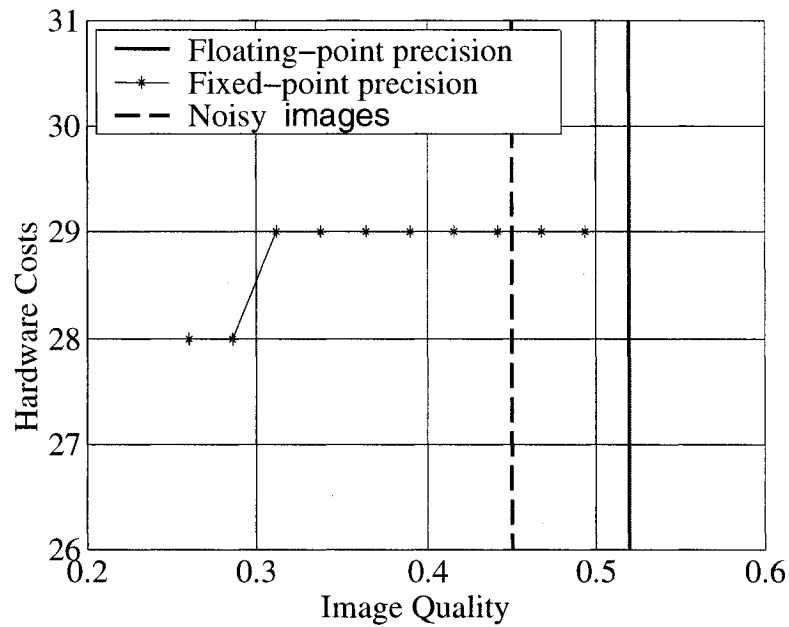 31
Floating–point precision
Fixed–point precision
Noisy images
30
29
28
27
26
Hardware Costs
0.2 0.3 0.4 0.5 0.6
Image Quality